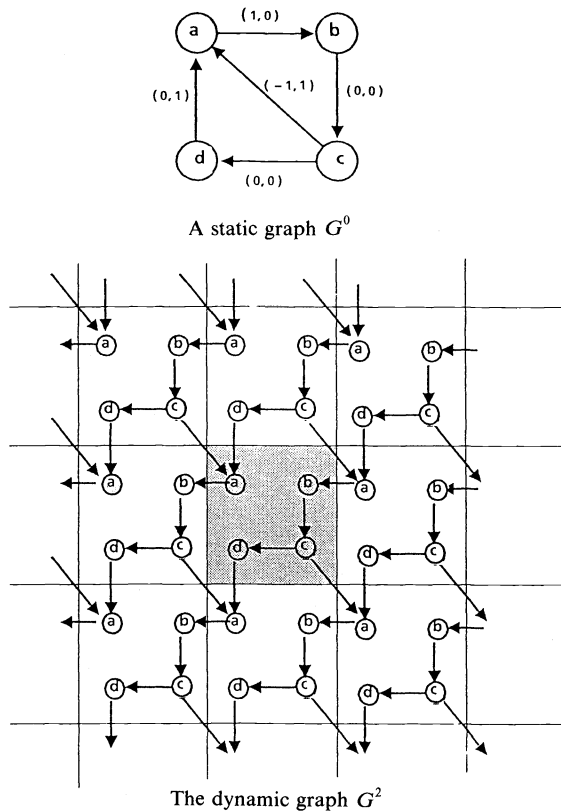 (1,0)
a b
(-1,1)
(0,1) (0,0)
d c
(0,0)
A static graph G⁰
a b a b a b
d c d c d c
a b a b a b
d c d c d c
a b a b a b
d c d c d c
The dynamic graph G²